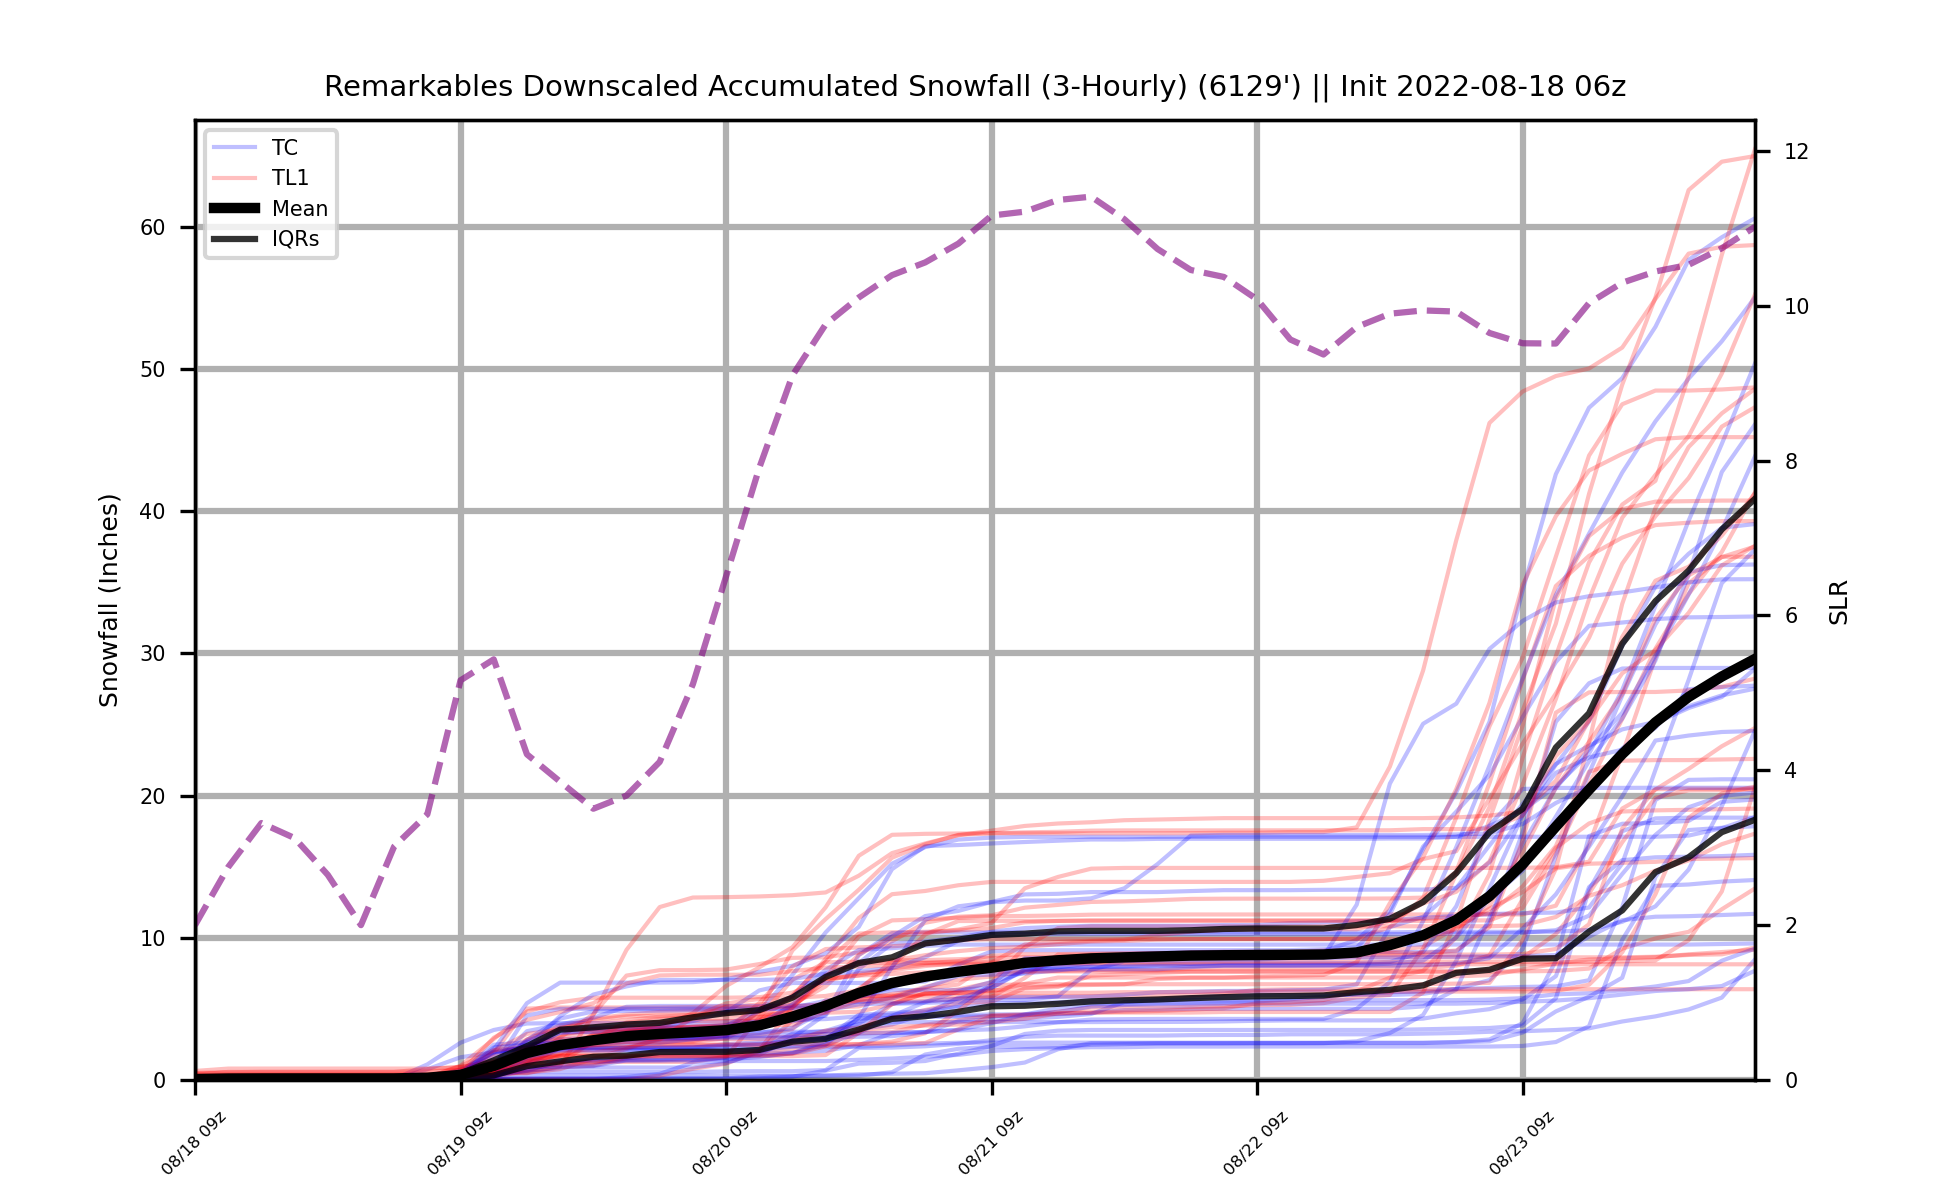 Remarkables Downscaled Accumulated Snowfall (3-Hourly) (6129') || Init 2022-08-18 06z
TC
TL1
Mean
IQRs
60
50
40
30
20
10
0
Snowfall (Inches)
12
10
8
6
4
2
0
SLR
08/18 09z
08/19 09z
08/20 09z
08/21 09z
08/22 09z
08/23 09z